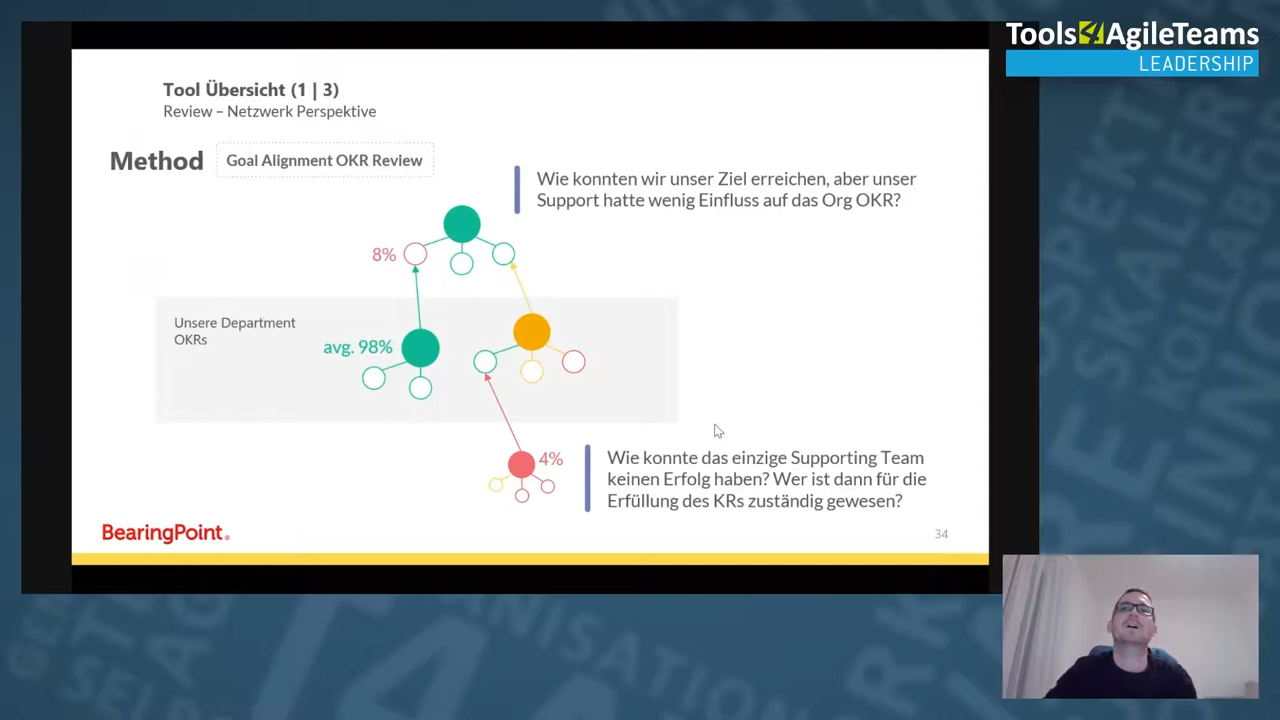 Tools4AgileTeams
LEADERSHIP
Tool Übersicht (1 | 3)
Review – Netzwerk Perspektive
Method
Goal Alignment OKR Review
Wie konnten wir unser Ziel erreichen, aber unser
Support hatte wenig Einfluss auf das Org OKR?
8%
Unsere Department
OKRs
avg. 98%
4%
Wie konnte das einzige Supporting Team
keinen Erfolg haben? Wer ist dann für die
Erfüllung des KRs zuständig gewesen?
BearingPoint®
34